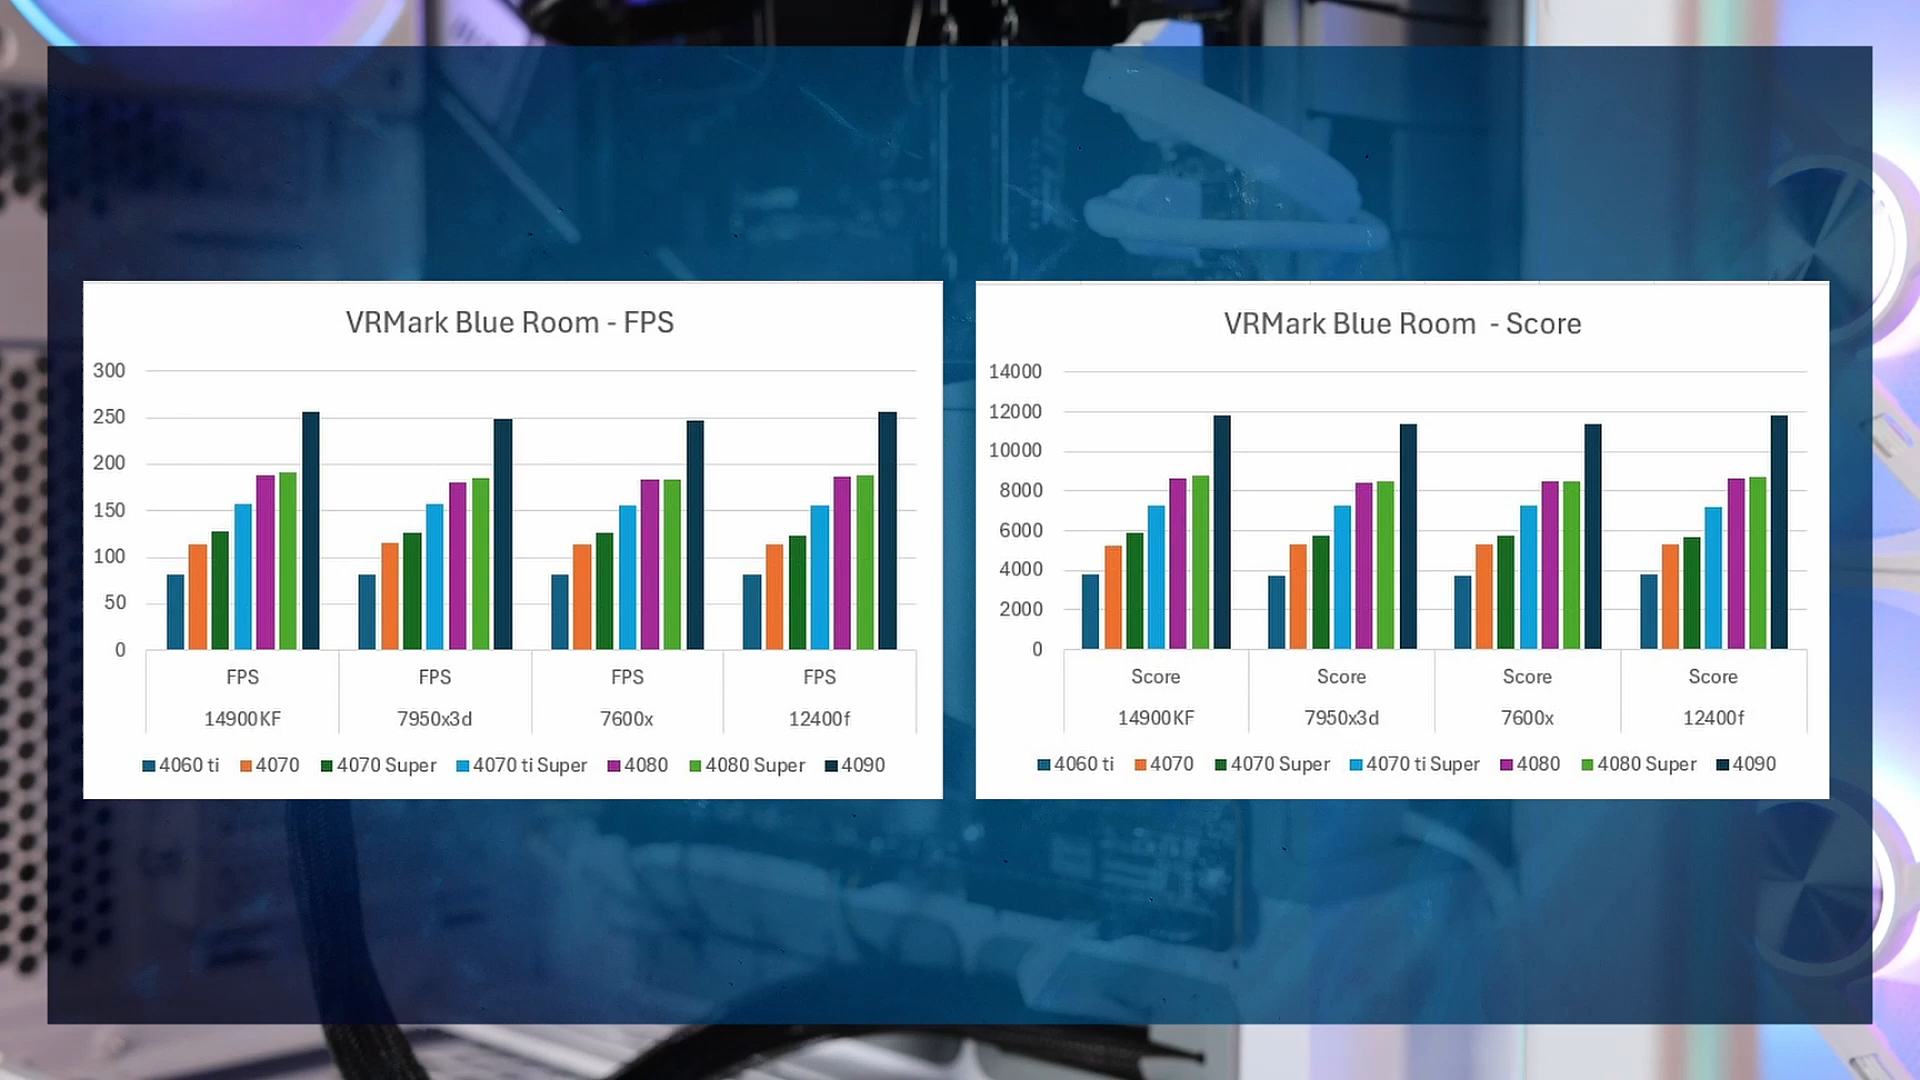 VRMark Blue Room - FPS
300
250
200
150
100
50
0
FPS FPS FPS FPS
14900KF 7950x3d 7600x 12400f
4060 ti 4070 4070 Super 4070 ti Super 4080 4080 Super 4090
VRMark Blue Room - Score
14000
12000
10000
8000
6000
4000
2000
0
Score Score Score Score
14900KF 7950x3d 7600x 12400f
4060 ti 4070 4070 Super 4070 ti Super 4080 4080 Super 4090